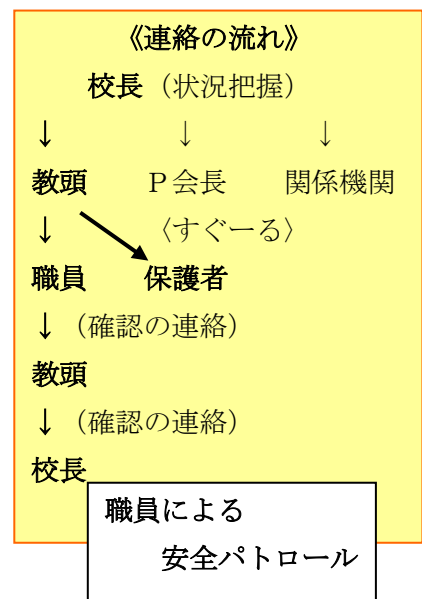 《連絡の流れ》
校長（状況把握）
↓ ↓ ↓
教頭 Ｐ会長 関係機関
↓ 〈すぐーる〉
職員 保護者
↓（確認の連絡）
教頭
↓（確認の連絡）
校長
職員による
安全パトロール